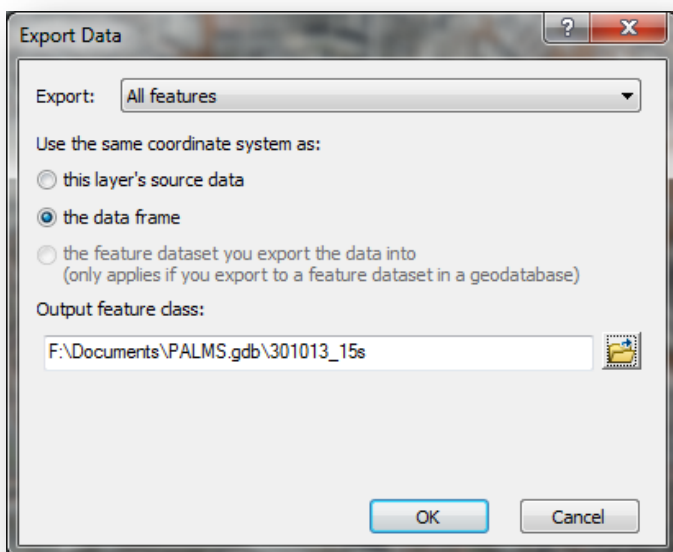 Export Data
Export: All features
Use the same coordinate system as:
this layer's source data
the data frame
the feature dataset you export the data into
(only applies if you export to a feature dataset in a geodatabase)
Output feature class:
F:\Documents\PALMS.gdb\301013_15s
OK Cancel